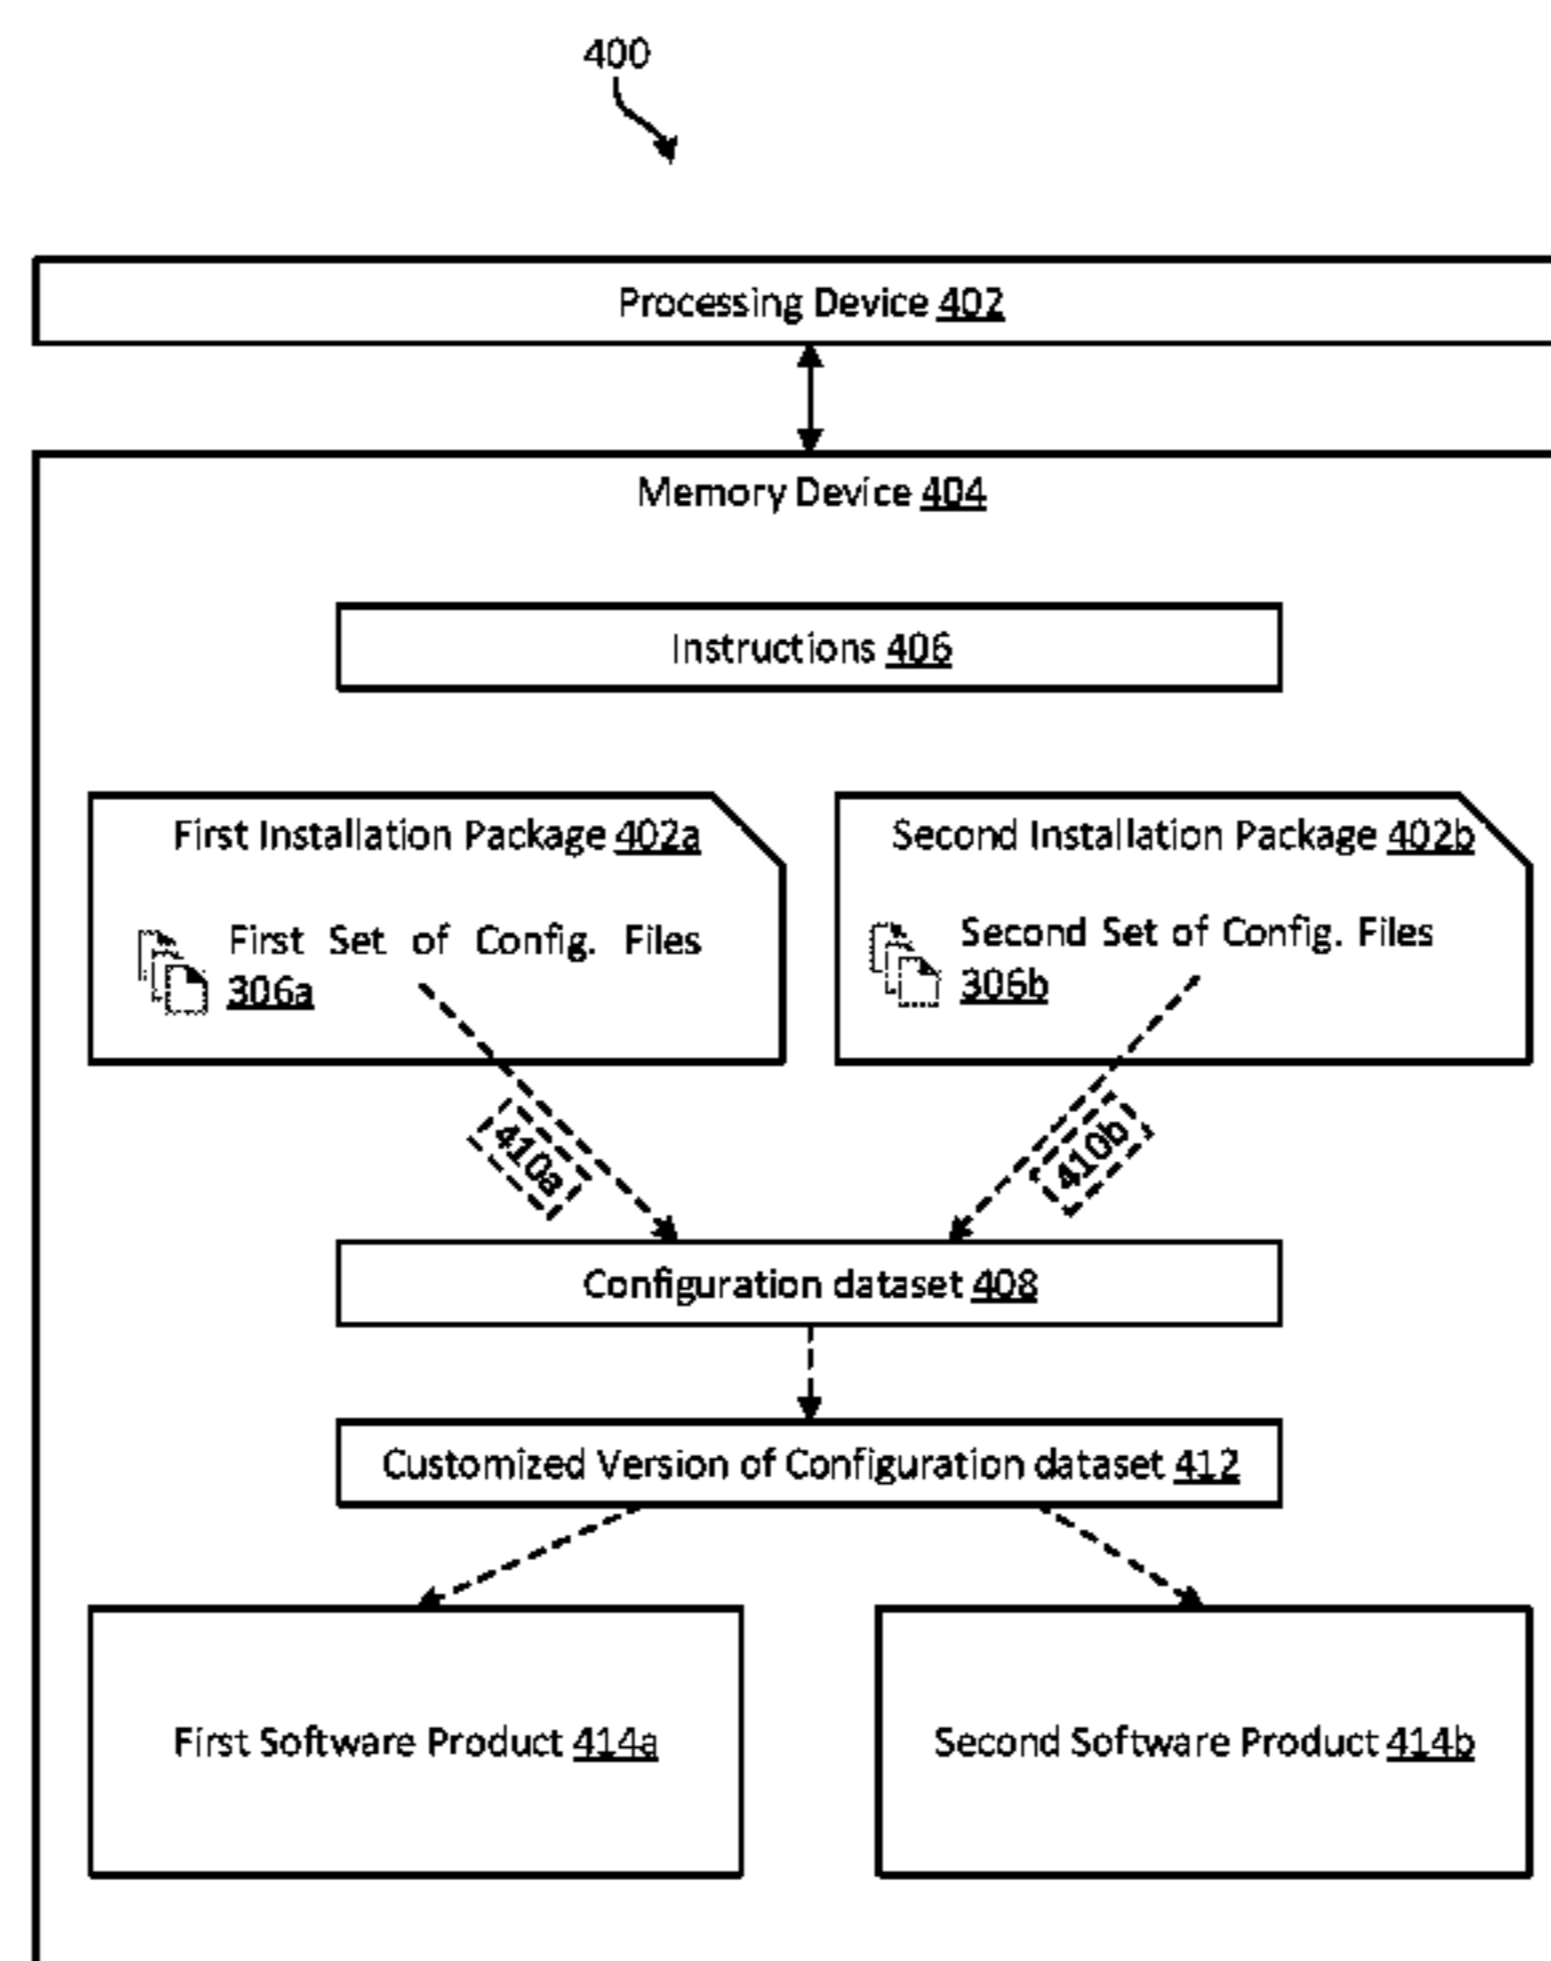 400
Processing Device 402
Memory Device 404
Instructions 406
First Installation Package 402a
First Set of Config. Files
306a
Second Installation Package 402b
Second Set of Config. Files
306b
410a
410b
Configuration dataset 408
Customized Version of Configuration dataset 412
First Software Product 414a
Second Software Product 414b